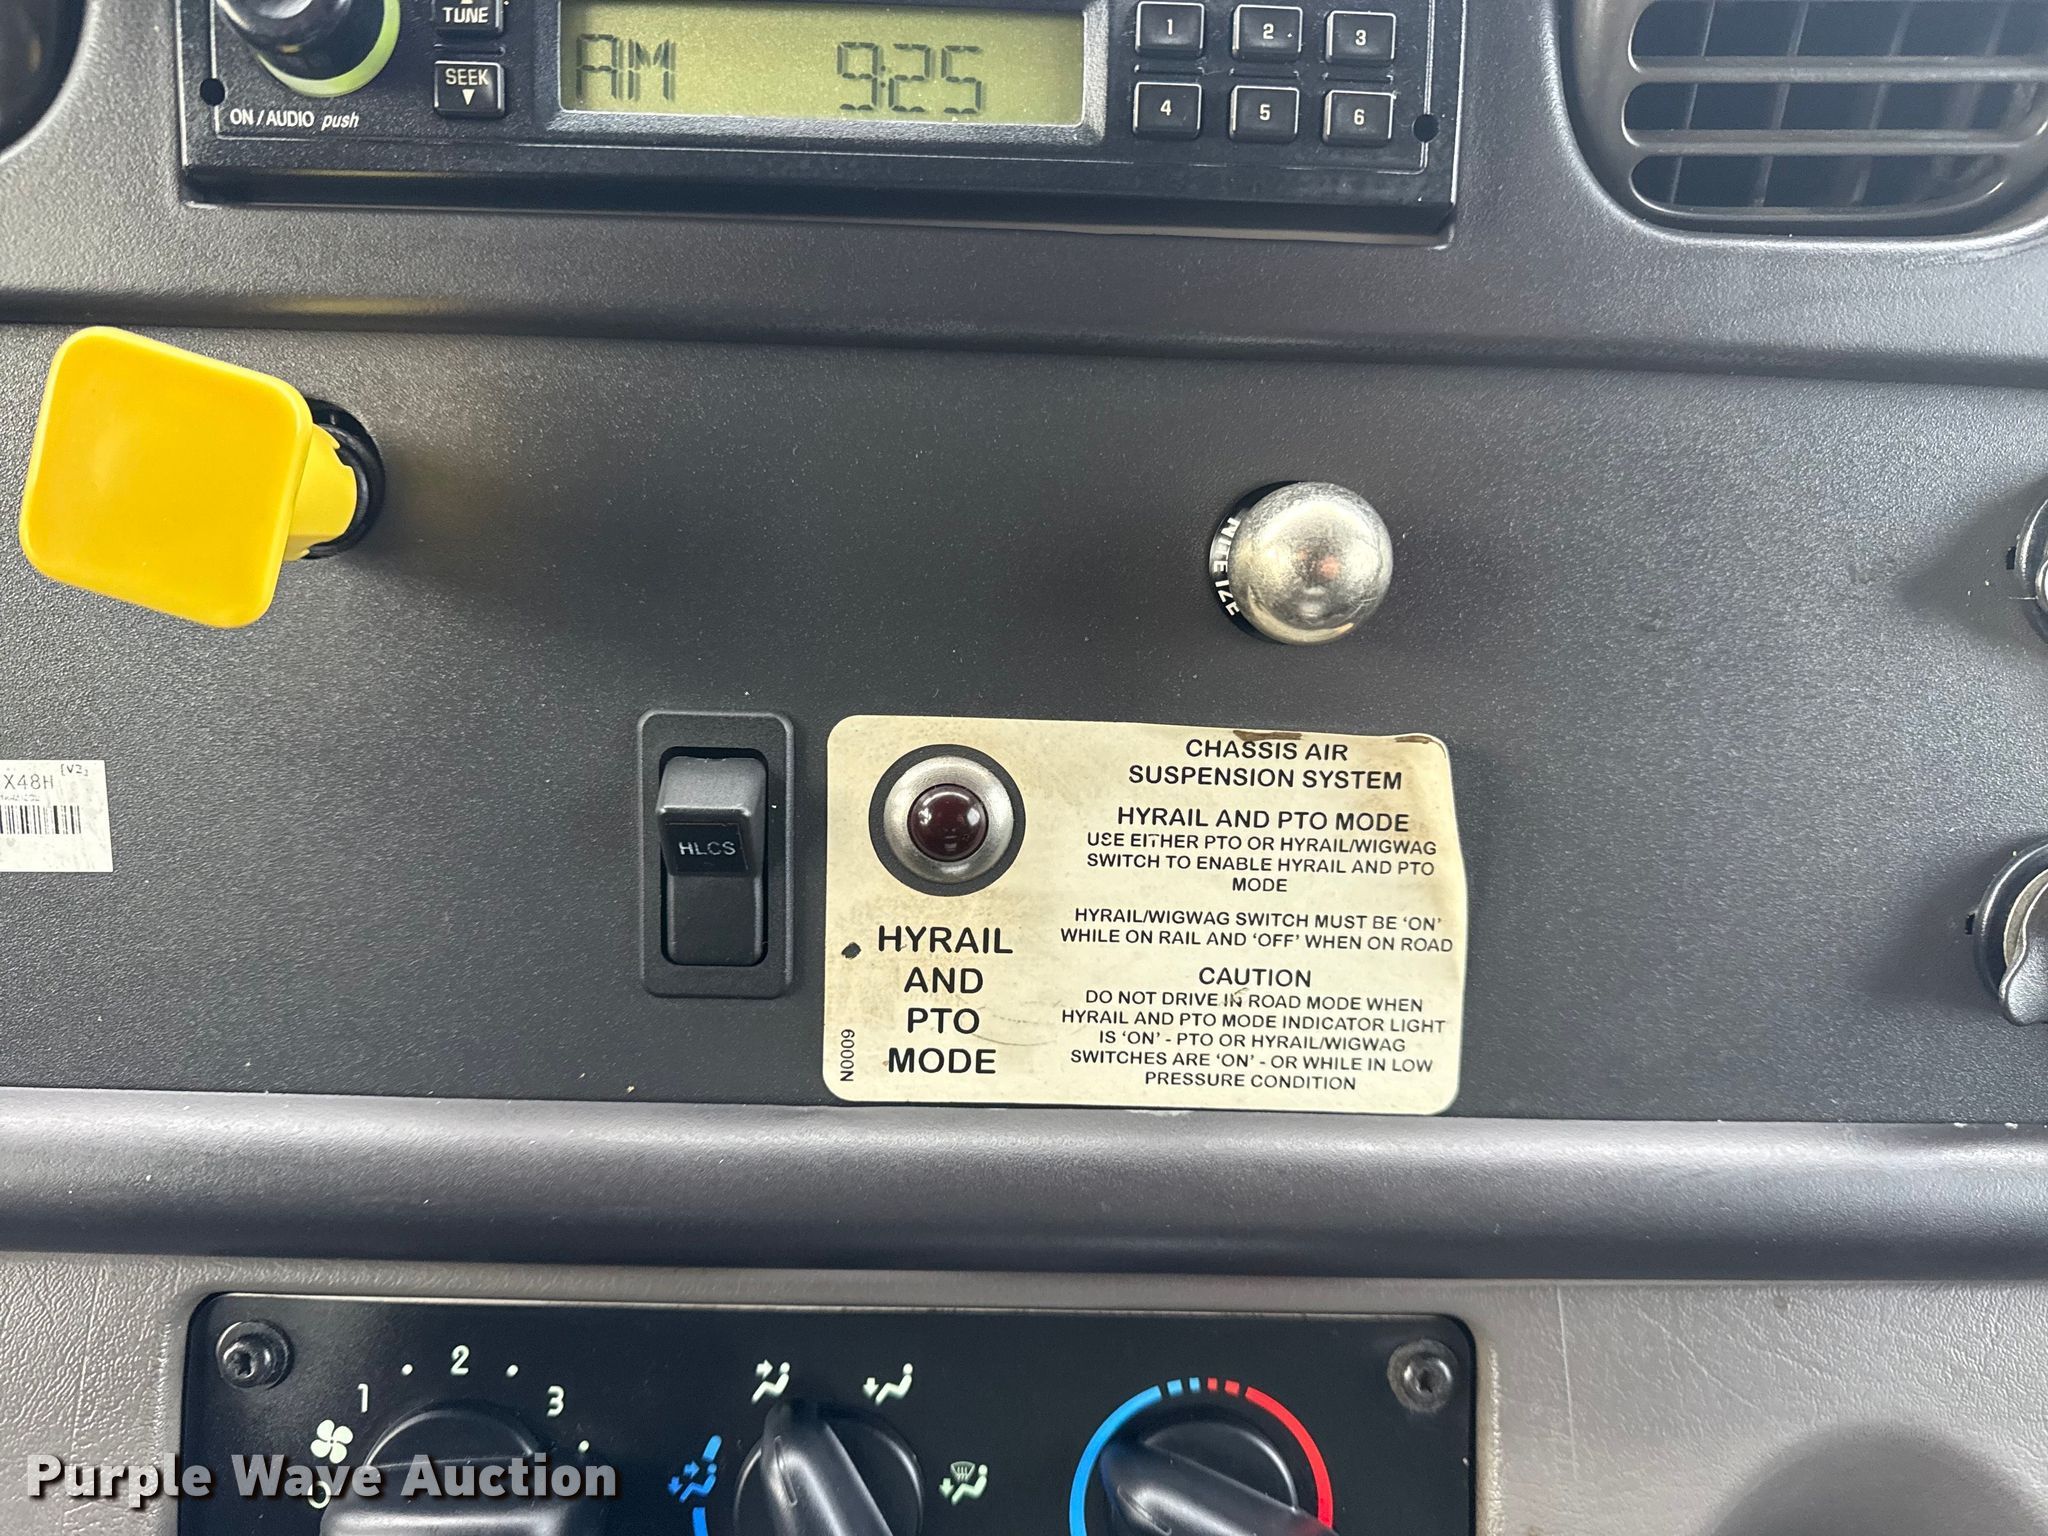 TUNE
SEEK
ON / AUDIO push
AM 9:25
1 2 3
4 5 6
NITE IZE
X48H
HLCS
HYRAIL
AND
PTO
MODE
N0009
CHASSIS AIR
SUSPENSION SYSTEM
HYRAIL AND PTO MODE
USE EITHER PTO OR HYRAIL/WIGWAG
SWITCH TO ENABLE HYRAIL AND PTO
MODE
HYRAIL/WIGWAG SWITCH MUST BE ‘ON’
WHILE ON RAIL AND ‘OFF’ WHEN ON ROAD
CAUTION
DO NOT DRIVE IN ROAD MODE WHEN
HYRAIL AND PTO MODE INDICATOR LIGHT
IS ‘ON’ - PTO OR HYRAIL/WIGWAG
SWITCHES ARE ‘ON’ - OR WHILE IN LOW
PRESSURE CONDITION
1 2 3
Purple Wave Auction